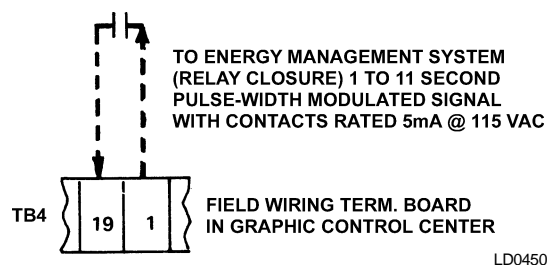 TO ENERGY MANAGEMENT SYSTEM
(RELAY CLOSURE) 1 TO 11 SECOND
PULSE-WIDTH MODULATED SIGNAL
WITH CONTACTS RATED 5mA @ 115 VAC
TB4
19
1
FIELD WIRING TERM. BOARD
IN GRAPHIC CONTROL CENTER
LD0450